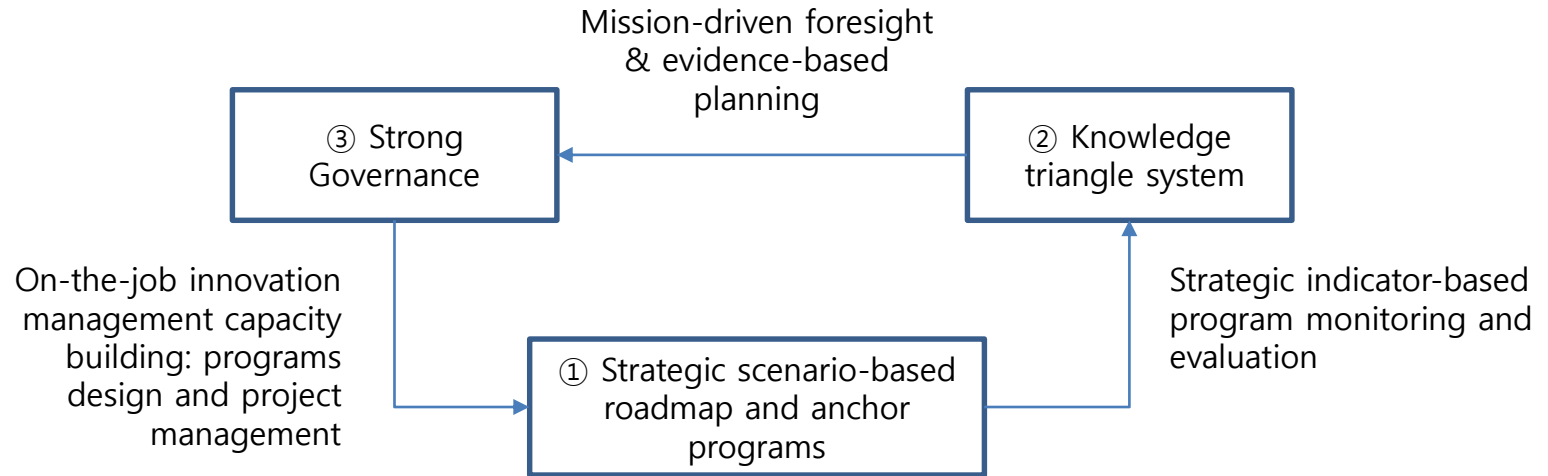 Mission-driven foresight
& evidence-based
planning
③ Strong
Governance
② Knowledge
triangle system
On-the-job innovation
management capacity
building: programs
design and project
management
Strategic indicator-based
program monitoring and
evaluation
① Strategic scenario-based
roadmap and anchor
programs